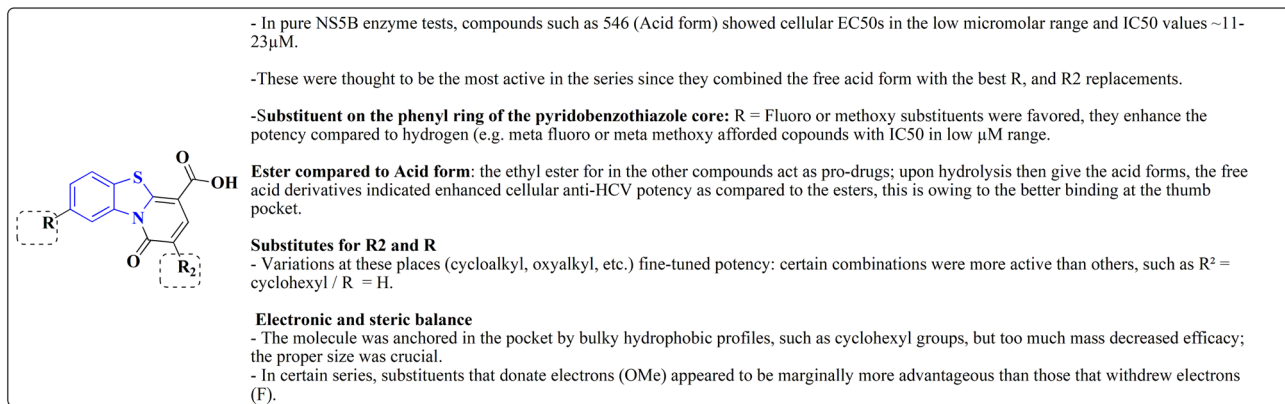 - In pure NS5B enzyme tests, compounds such as 546 (Acid form) showed cellular EC50s in the low micromolar range and IC50 values ~11-
23µM.
-These were thought to be the most active in the series since they combined the free acid form with the best R, and R2 replacements.
-Substituent on the phenyl ring of the pyridobenzothiazole core: R = Fluoro or methoxy substituents were favored, they enhance the
potency compared to hydrogen (e.g. meta fluoro or meta methoxy afforded copounds with IC50 in low µM range.
Ester compared to Acid form: the ethyl ester for in the other compounds act as pro-drugs; upon hydrolysis then give the acid forms, the free
acid derivatives indicated enhanced cellular anti-HCV potency as compared to the esters, this is owing to the better binding at the thumb
pocket.
Substitutes for R2 and R
- Variations at these places (cycloalkyl, oxyalkyl, etc.) fine-tuned potency: certain combinations were more active than others, such as R² =
cyclohexyl / R = H.
Electronic and steric balance
- The molecule was anchored in the pocket by bulky hydrophobic profiles, such as cyclohexyl groups, but too much mass decreased efficacy;
the proper size was crucial.
- In certain series, substituents that donate electrons (OMe) appeared to be marginally more advantageous than those that withdrew electrons
(F).
O
S
OH
R
N
O
R2